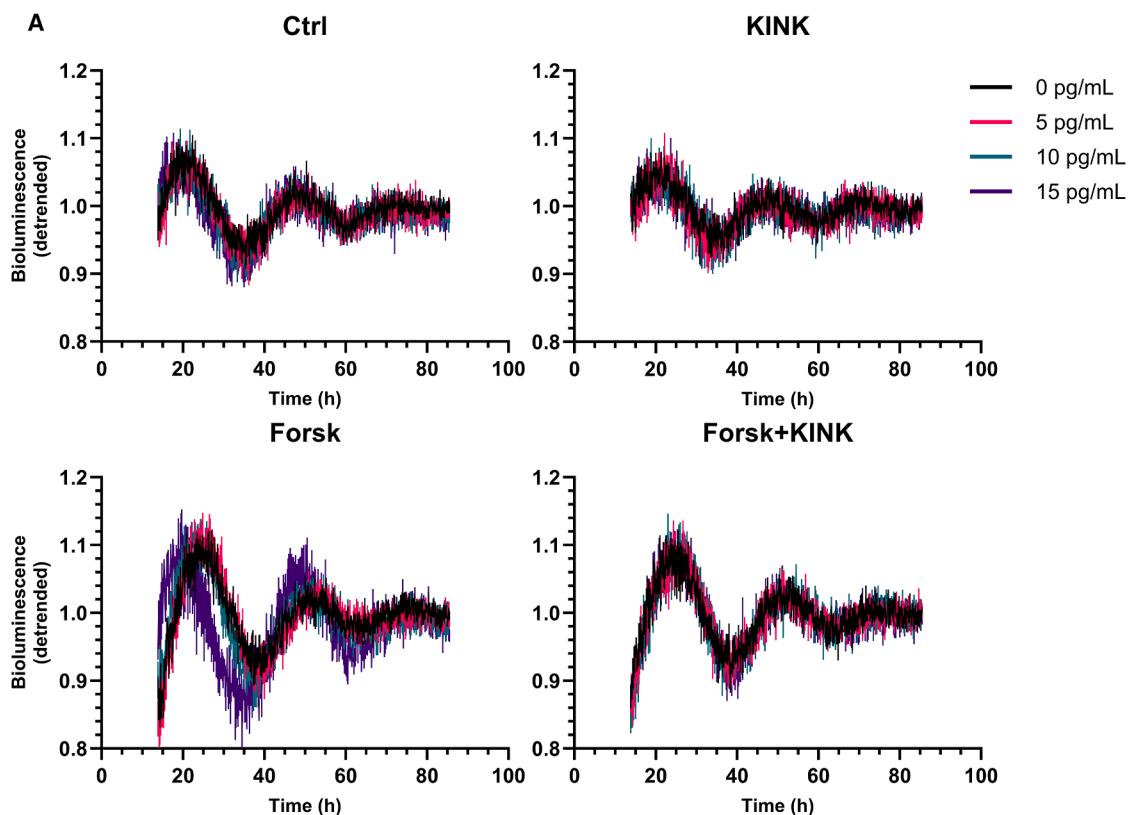 A
Ctrl
KINK
1.2
1.1
1.0
0.9
0.8
0 20 40 60 80 100
Time (h)
Bioluminescence
(detrended)
1.2
1.1
1.0
0.9
0.8
0 20 40 60 80 100
Time (h)
0 pg/mL
5 pg/mL
10 pg/mL
15 pg/mL
Forsk
Forsk+KINK
1.2
1.1
1.0
0.9
0.8
0 20 40 60 80 100
Time (h)
Bioluminescence
(detrended)
1.2
1.1
1.0
0.9
0.8
0 20 40 60 80 100
Time (h)